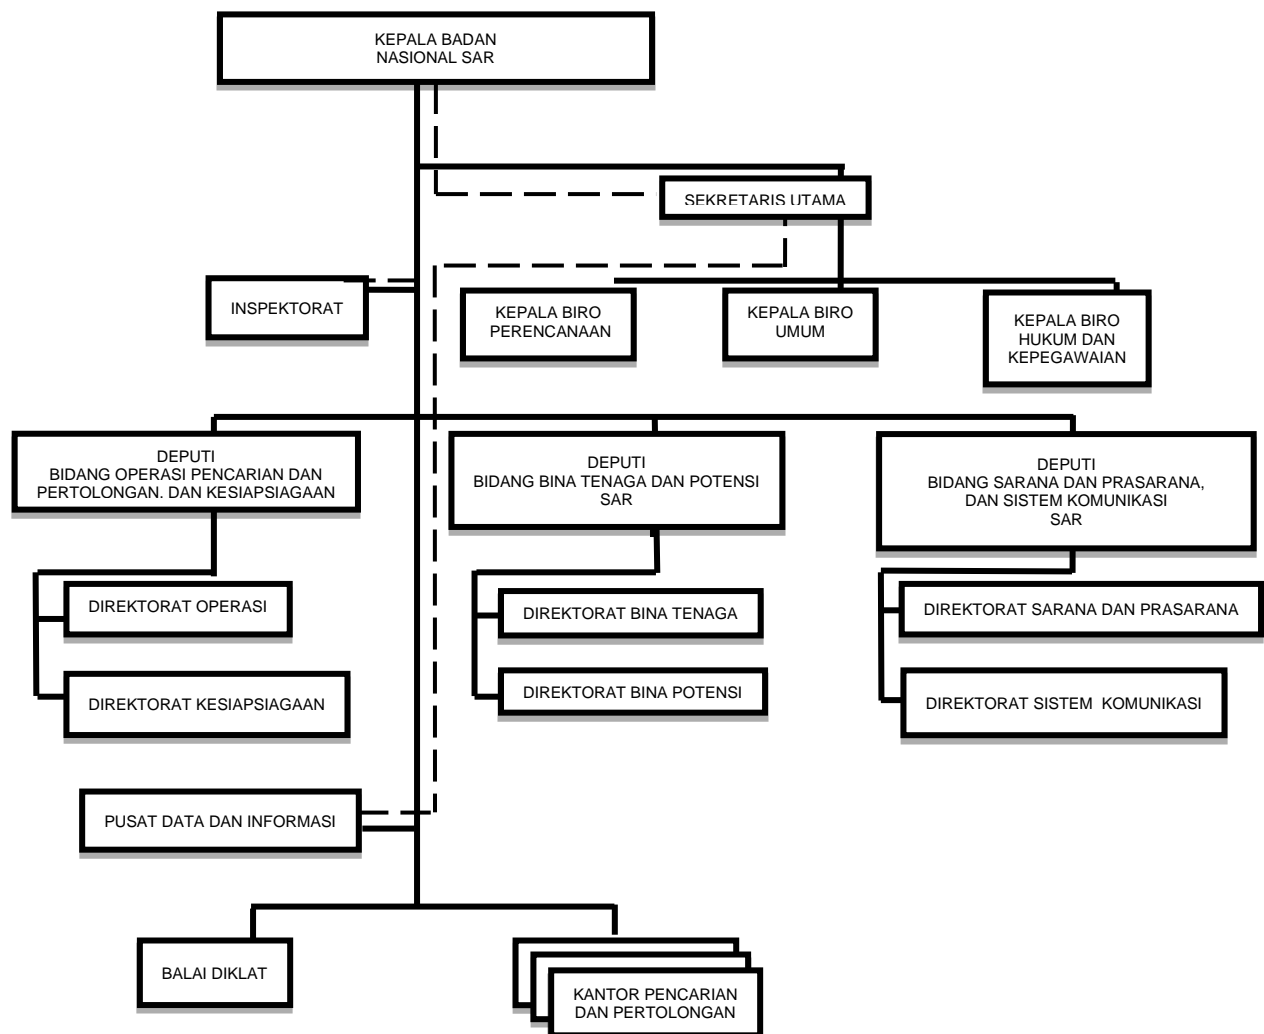 KEPALA BADAN
NASIONAL SAR
SEKRETARIS UTAMA
INSPEKTORAT
KEPALA BIRO
PERENCANAAN
KEPALA BIRO
UMUM
KEPALA BIRO
HUKUM DAN
KEPEGAWAIAN
DEPUTI
BIDANG OPERASI PENCARIAN DAN
PERTOLONGAN. DAN KESIAPSIAGAAN
DEPUTI
BIDANG BINA TENAGA DAN POTENSI
SAR
DEPUTI
BIDANG SARANA DAN PRASARANA,
DAN SISTEM KOMUNIKASI
SAR
DIREKTORAT OPERASI
DIREKTORAT KESIAPSIAGAAN
DIREKTORAT BINA TENAGA
DIREKTORAT BINA POTENSI
DIREKTORAT SARANA DAN PRASARANA
DIREKTORAT SISTEM  KOMUNIKASI
PUSAT DATA DAN INFORMASI
BALAI DIKLAT
KANTOR PENCARIAN
DAN PERTOLONGAN